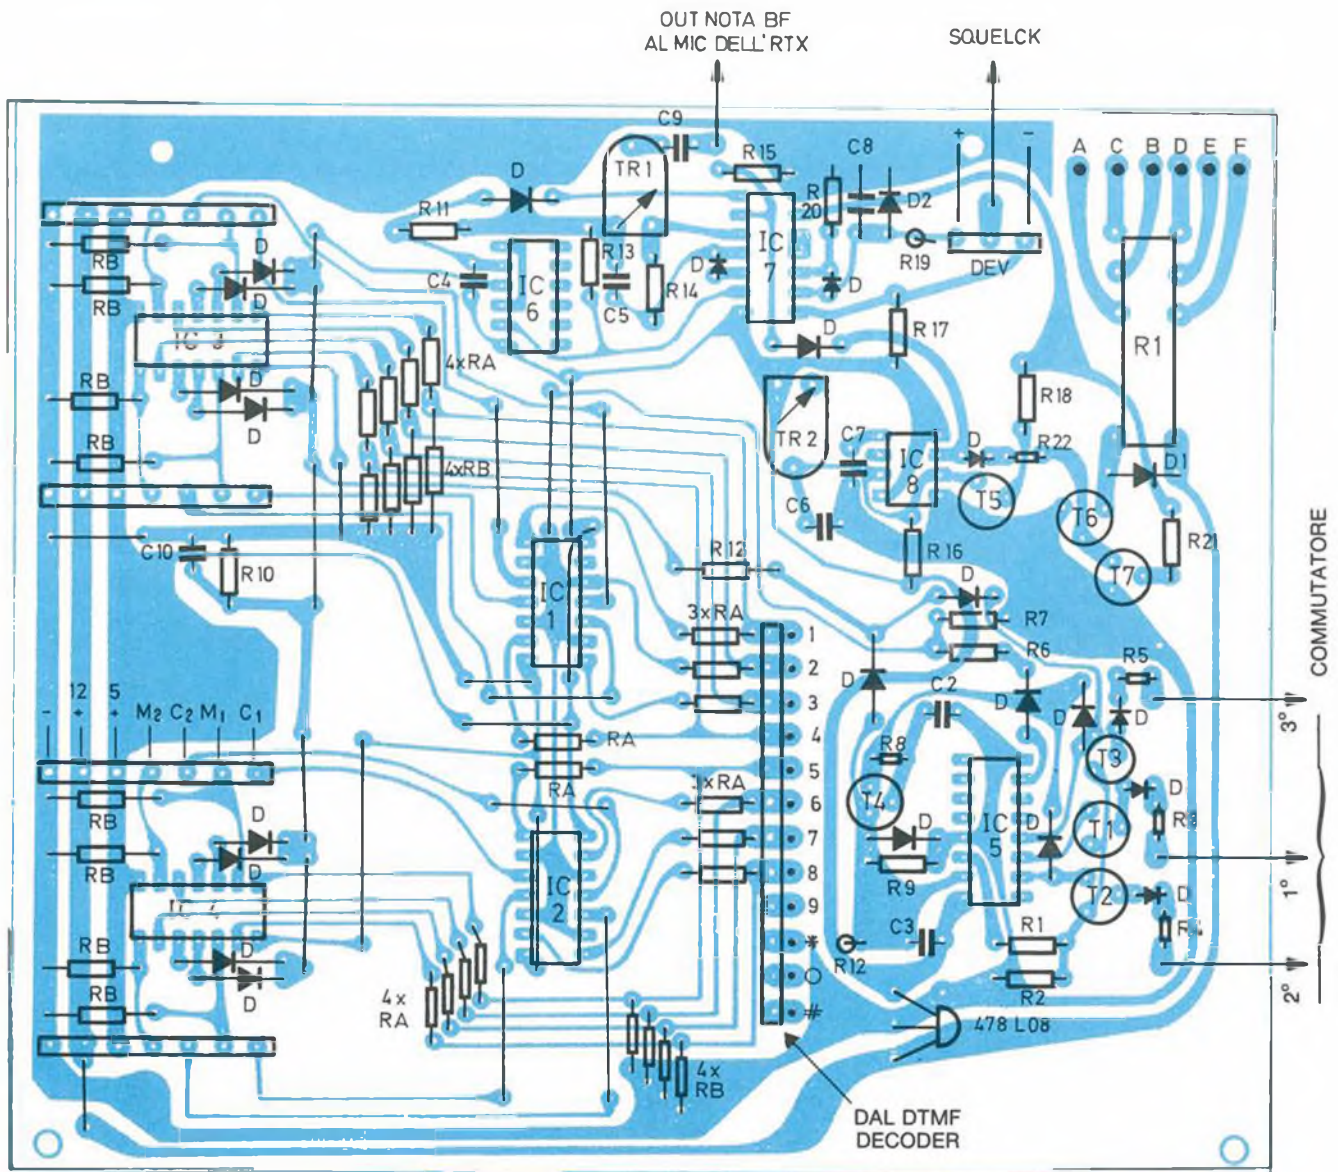 OUT NOTA BF
AL MIC DELL'RTX
SQUELCK
C9
TR1
R15
C8
+
-
A C B D E F
D
R
20
D2
R11
IC
7
R13
R19
DEV
D
RB
D
RB
D
C4
IC
6
C5
R14
D
D
R17
R1
IC 3
4xRA
D
RB
D
D
TR2
R18
C7
R22
D
D1
RB
4xRB
IC
8
T5
T6
C6
R21
C10
R10
R12
R16
T7
COMMUTATORE
IC
1
D
3xRA
R7
1
R6
2
R5
D
C2
D
D
D
3
3°
- 12 + 5 + M2 C2 M1 C1
4
RA
R8
T3
5
RA
3xRA
D
6
T4
RB
D
7
IC
5
D
T1
RB
D
8
R9
1°
IC
2
9
T2
D
C3
R1
*
R12
RB
D
D
O
R2
2°
4x
RA
#
478 L08
RB
4x
RB
DAL DTMF
DECODER